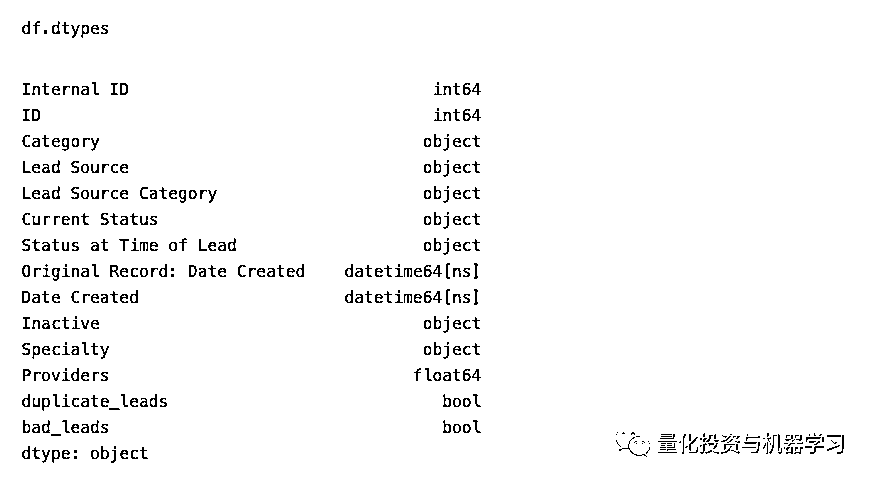 df.dtypes
Internal ID int64
ID int64
Category object
Lead Source object
Lead Source Category object
Current Status object
Status at Time of Lead object
Original Record: Date Created datetime64[ns]
Date Created datetime64[ns]
Inactive object
Specialty object
Providers float64
duplicate_leads bool
bad_leads bool
dtype: object
量化投资与机器学习